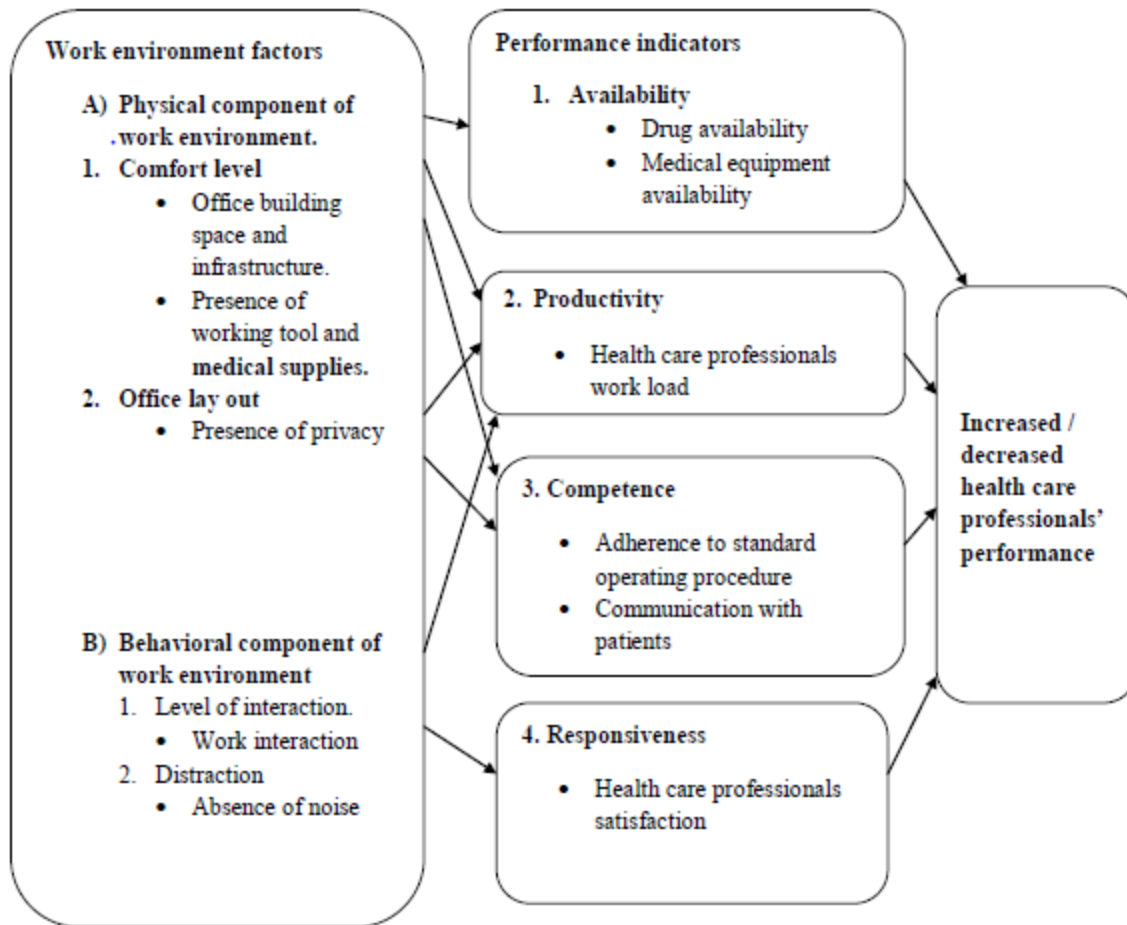 Work environment factors
A) Physical component of
.work environment.
1. Comfort level
• Office building
space and
infrastructure.
• Presence of
working tool and
medical supplies.
2. Office lay out
• Presence of privacy
B) Behavioral component of
work environment
1. Level of interaction.
• Work interaction
2. Distraction
• Absence of noise
Performance indicators
1. Availability
• Drug availability
• Medical equipment
availability
2. Productivity
• Health care professionals
work load
3. Competence
• Adherence to standard
operating procedure
• Communication with
patients
4. Responsiveness
• Health care professionals
satisfaction
Increased /
decreased
health care
professionals’
performance